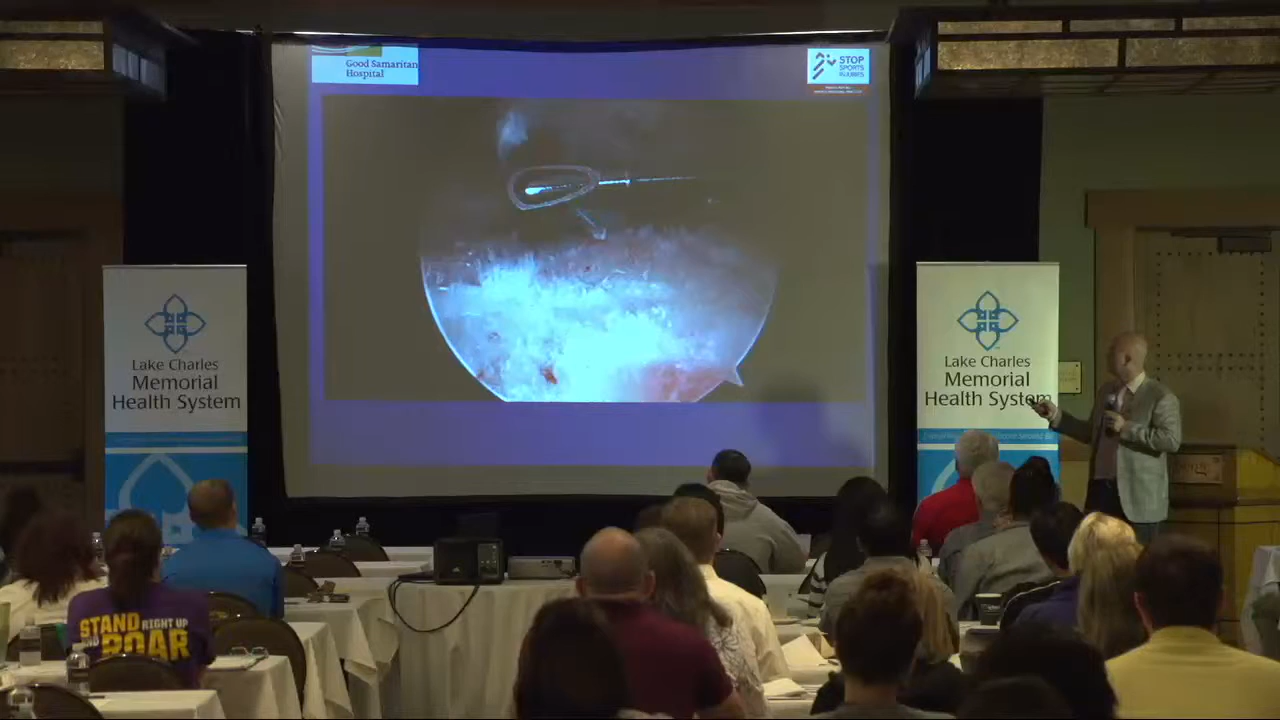 Good Samaritan
Hospital
STOP
SPORTS
INJURIES
Lake Charles
Memorial
Health System
Lake Charles
Memorial
Health System
STAND RIGHT UP
AND ROAR